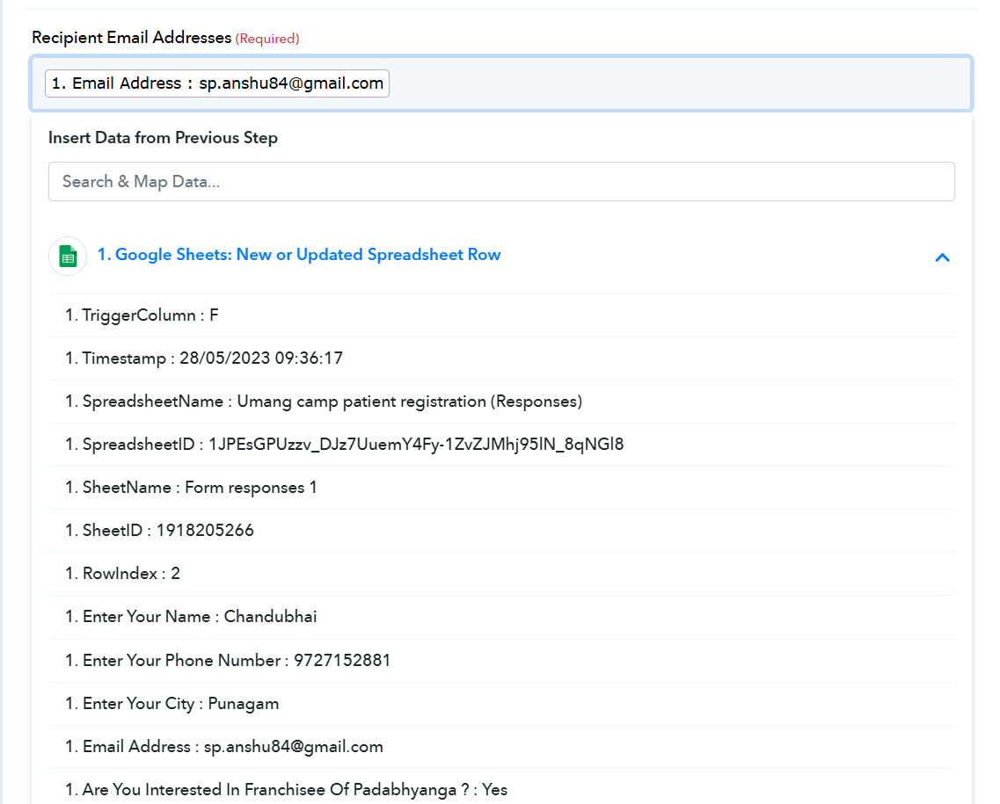 Recipient Email Addresses (Required)
1. Email Address : sp.anshu84@gmail.com
Insert Data from Previous Step
Search & Map Data...
1. Google Sheets: New or Updated Spreadsheet Row
1. TriggerColumn : F
1. Timestamp : 28/05/2023 09:36:17
1. SpreadsheetName : Umang camp patient registration (Responses)
1. SpreadsheetID : 1JPEsGPUzzv_DJz7UuemY4Fy-1ZvZJMhj95lN_8qNGl8
1. SheetName : Form responses 1
1. SheetID : 1918205266
1. RowIndex : 2
1. Enter Your Name : Chandubhai
1. Enter Your Phone Number : 9727152881
1. Enter Your City : Punagam
1. Email Address : sp.anshu84@gmail.com
1. Are You Interested In Franchisee Of Padabhyanga ? : Yes